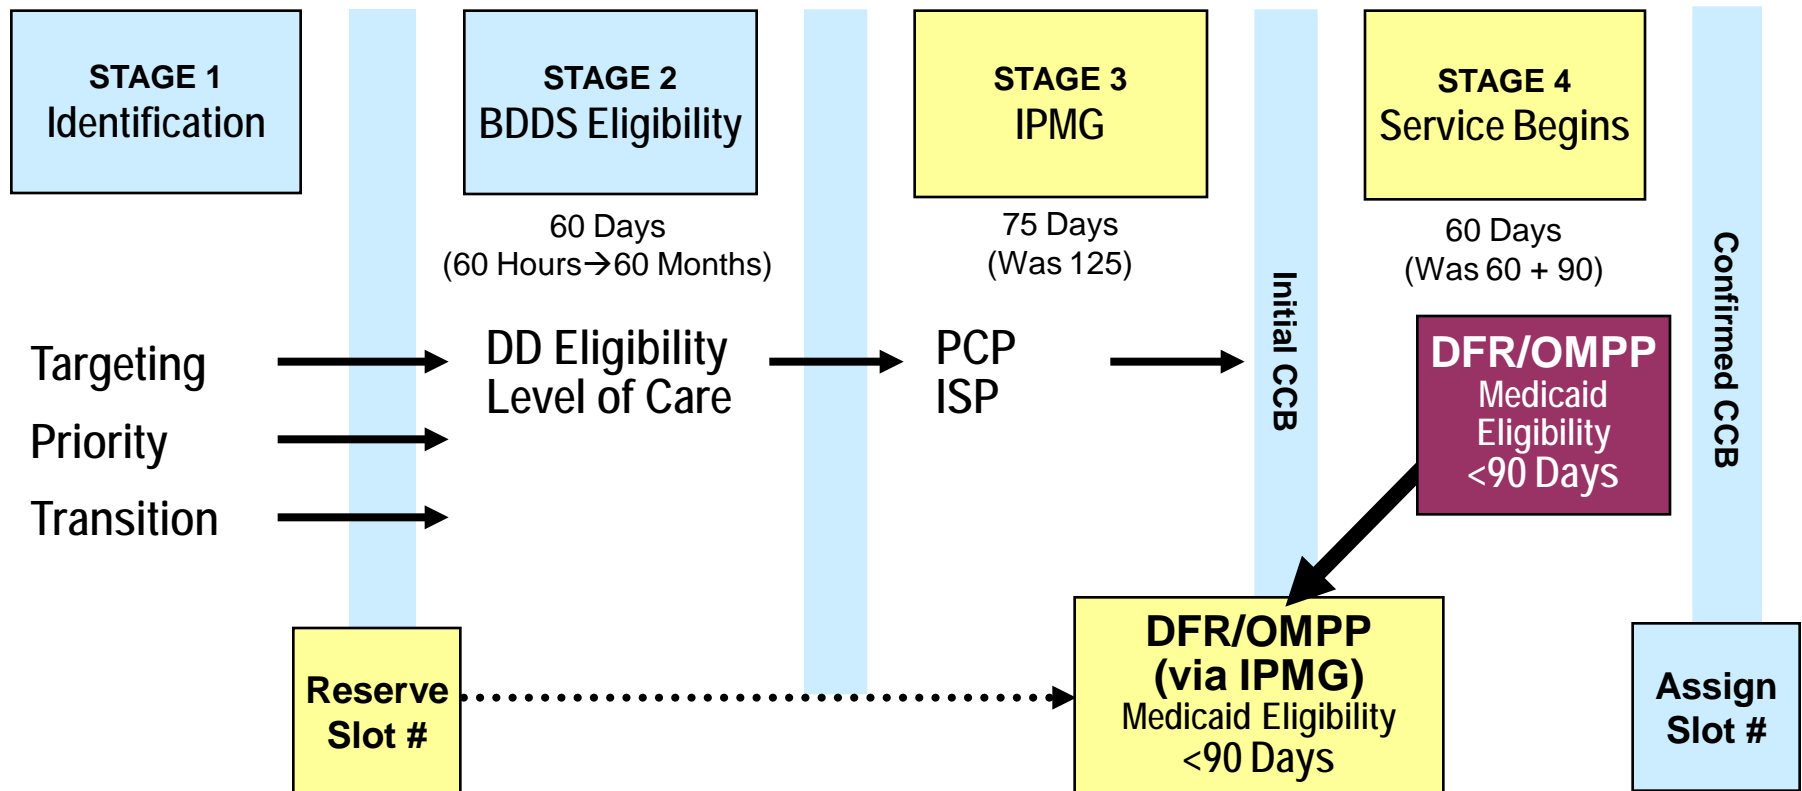 STAGE 1
Identification
STAGE 2
BDDS Eligibility
STAGE 3
IPMG
STAGE 4
Service Begins
60 Days
(60 Hours→60 Months)
75 Days
(Was 125)
60 Days
(Was 60 + 90)
Targeting
Priority
Transition
DD Eligibility
Level of Care
PCP
ISP
Initial CCB
DFR/OMPP
Medicaid
Eligibility
<90 Days
Confirmed CCB
Reserve
Slot #
DFR/OMPP
(via IPMG)
Medicaid Eligibility
<90 Days
Assign
Slot #